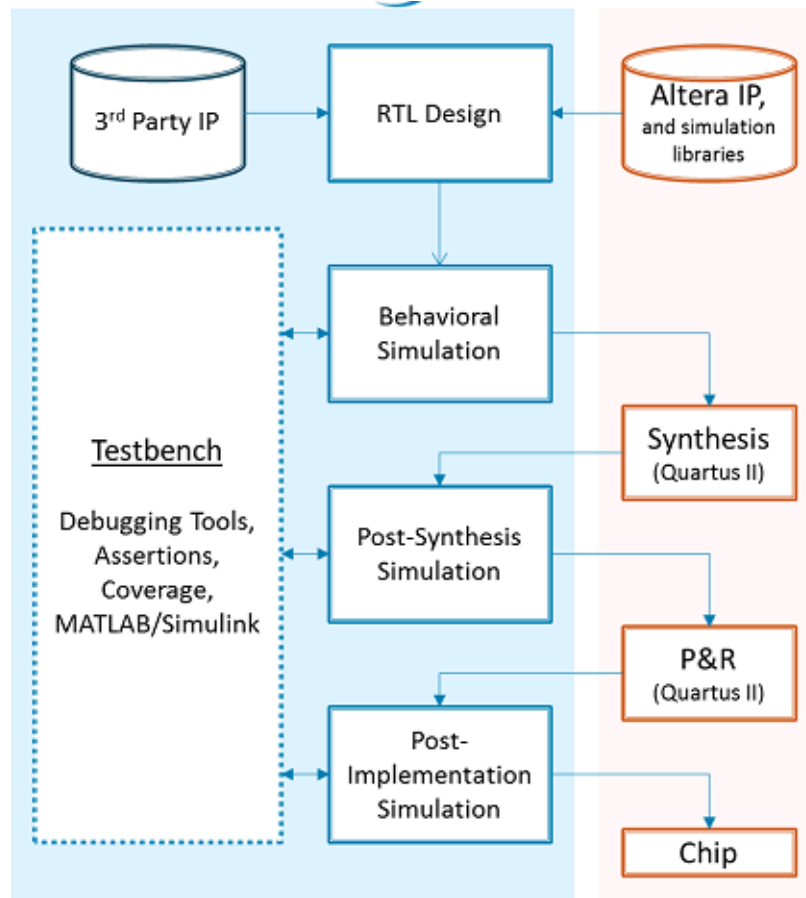 3rd Party IP
RTL Design
Altera IP,
and simulation
libraries
Behavioral
Simulation
Testbench
Debugging Tools,
Assertions,
Coverage,
MATLAB/Simulink
Synthesis
(Quartus II)
Post-Synthesis
Simulation
P&R
(Quartus II)
Post-
Implementation
Simulation
Chip